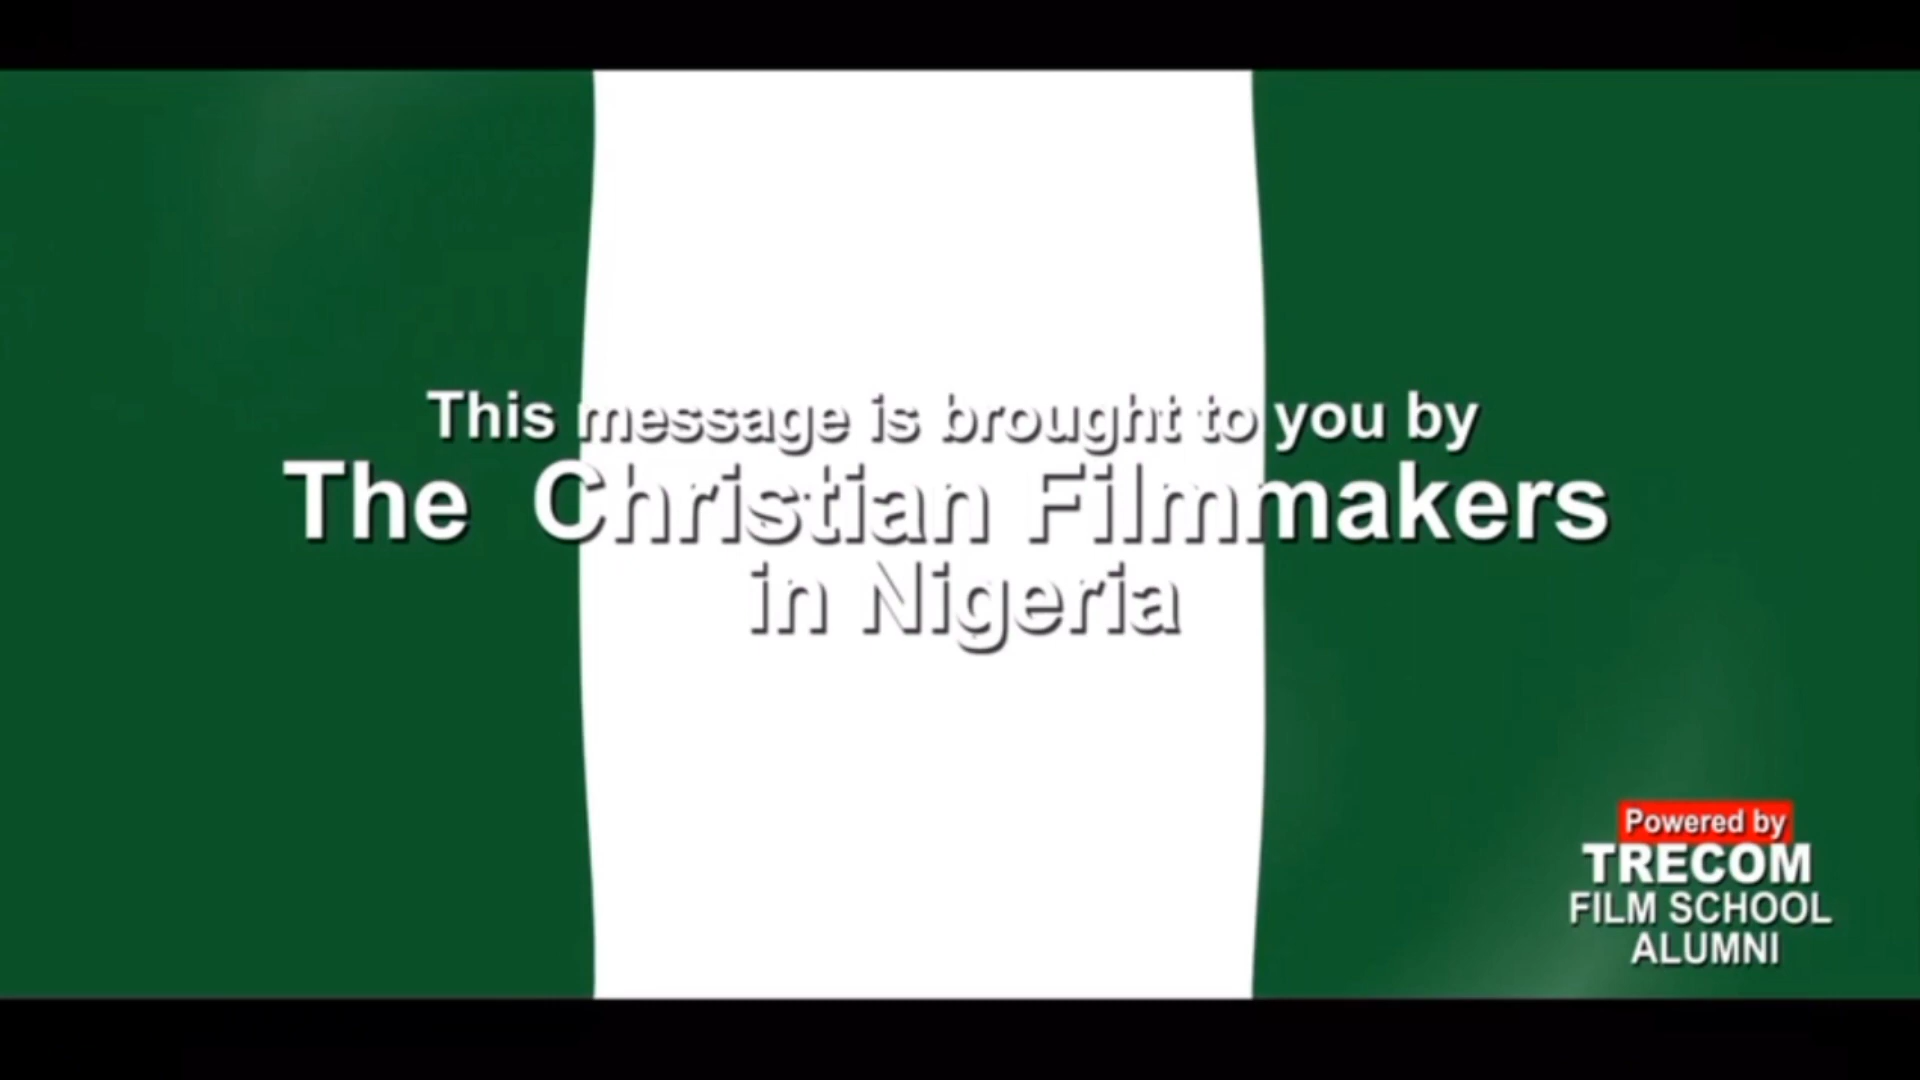 This message is brought to you by
The Christian Filmmakers
in Nigeria
Powered by
TRECOM
FILM SCHOOL
ALUMNI